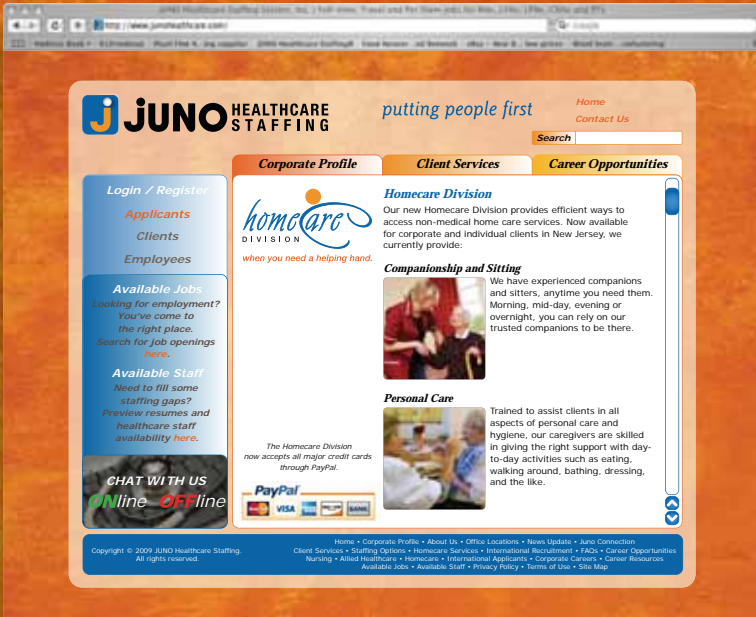 http://www.junohealthcare.com/
JUNO HEALTHCARE
STAFFING
putting people first
Home
Contact Us
Search
Corporate Profile
Client Services
Career Opportunities
Login / Register
Applicants
Clients
Employees
Available Jobs
Looking for employment?
You've come to
the right place.
Search for job openings
here.
Available Staff
Need to fill some
staffing gaps?
Preview resumes and
healthcare staff
availability here.
CHAT WITH US
ONline OFFline
homecare
DIVISION
when you need a helping hand.
The Homecare Division
now accepts all major credit cards
through PayPal.
PayPal
VISA
BANK
Homecare Division
Our new Homecare Division provides efficient ways to
access non-medical home care services. Now available
for corporate and individual clients in New Jersey, we
currently provide:
Companionship and Sitting
We have experienced companions
and sitters, anytime you need them.
Morning, mid-day, evening or
overnight, you can rely on our
trusted companions to be there.
Personal Care
Trained to assist clients in all
aspects of personal care and
hygiene, our caregivers are skilled
in giving the right support with day-
to-day activities such as eating,
walking around, bathing, dressing,
and the like.
Copyright © 2009 JUNO Healthcare Staffing.
All rights reserved.
Home • Corporate Profile • About Us • Office Locations • News Update • Juno Connection
Client Services • Staffing Options • Homecare Services • International Recruitment • FAQs • Career Opportunities
Nursing • Allied Healthcare • Homecare • International Applicants • Corporate Careers • Career Resources
Available Jobs • Available Staff • Privacy Policy • Terms of Use • Site Map